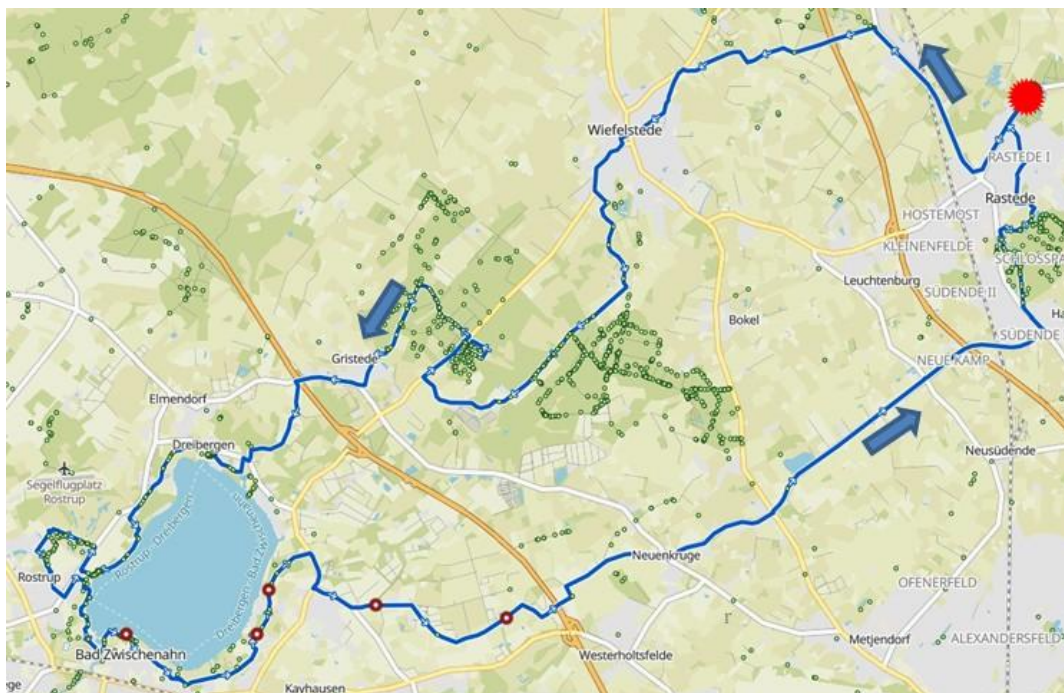 Wiefelstede
RASTEDE I
Rastede
HOSTEMOST
KLEINENFELDE
SCHLOSSPA
Leuchtenburg
SÜDENDE II
Ha
Bokel
SÜDENDE
Gristede
NEUE KAMP
Elmendorf
Dreibergen
Neusüdende
Segelflugplatz
Rostrup
Rostrup - Dreibergen
Dreibergen - Bad Zwischenahn
Neuenkruge
Rostrup
OFENERFELD
Metjendorf
ALEXANDERSFELD
Bad Zwischenahn
Westerholtsfelde
ege
Kayhausen